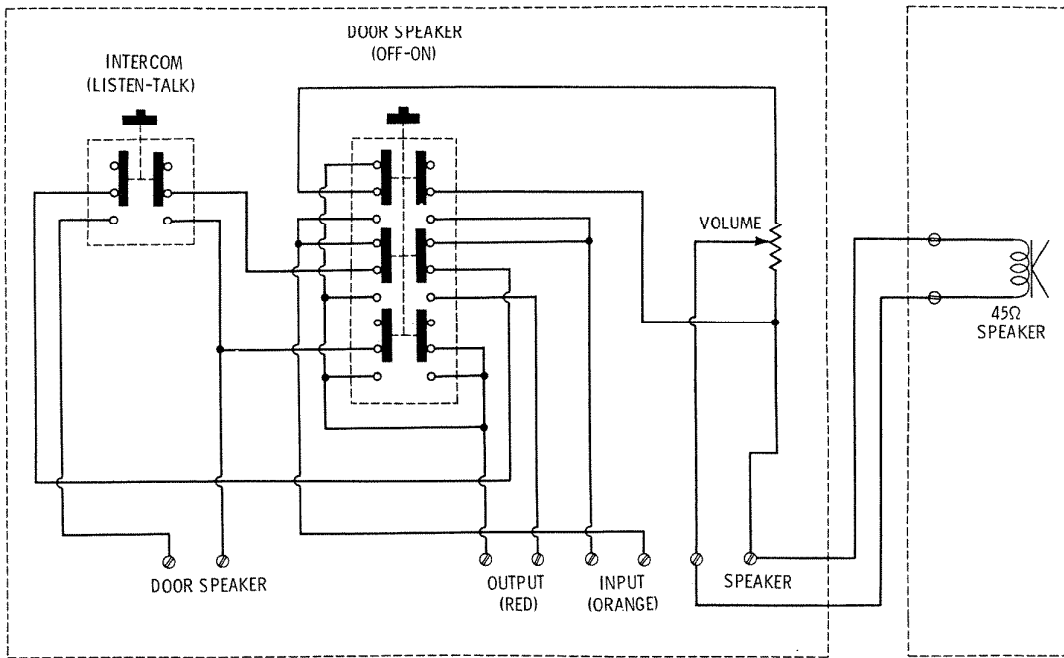 DOOR SPEAKER
(OFF-ON)
INTERCOM
(LISTEN-TALK)
VOLUME
45Ω
SPEAKER
DOOR SPEAKER
OUTPUT
(RED)
INPUT
(ORANGE)
SPEAKER